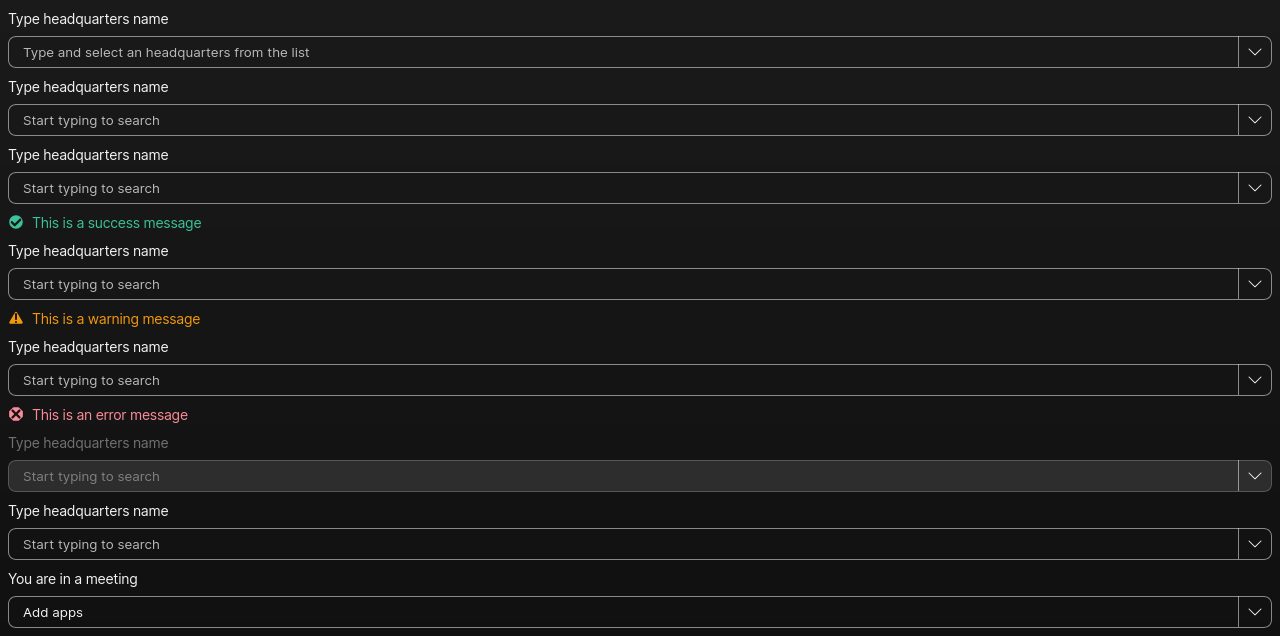 Type headquarters name
Type and select an headquarters from the list
Type headquarters name
Start typing to search
Type headquarters name
Start typing to search
This is a success message
Type headquarters name
Start typing to search
This is a warning message
Type headquarters name
Start typing to search
This is an error message
Type headquarters name
Start typing to search
Type headquarters name
Start typing to search
You are in a meeting
Add apps